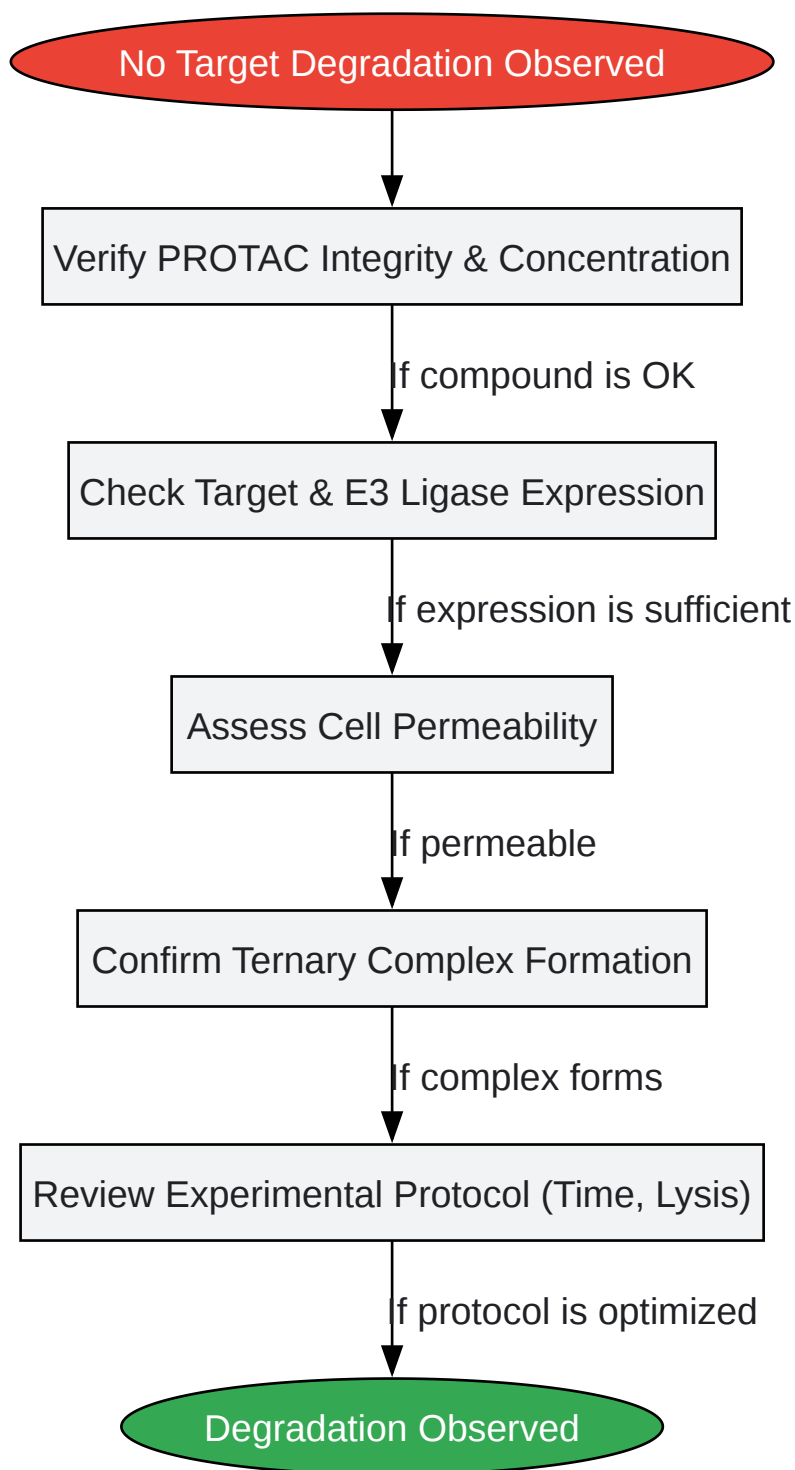 No Target Degradation Observed
Verify PROTAC Integrity & Concentration
If compound is OK
Check Target & E3 Ligase Expression
If expression is sufficient
Assess Cell Permeability
If permeable
Confirm Ternary Complex Formation
If complex forms
Review Experimental Protocol (Time, Lysis)
If protocol is optimized
Degradation Observed